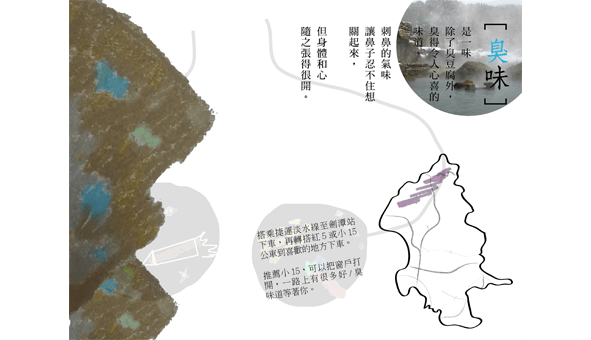 [臭味]
是一味
除了臭豆腐外，
臭得令人心喜的
味道。
刺鼻的氣味
讓鼻子忍不住想
關起來，
但身體和心
隨之張得很開。
搭乘捷運淡水線至劍潭站
下車，再轉搭紅5或小15
公車到喜歡的地方下車。
推薦小15，可以把窗戶打
開，一路上有很多好/臭
味道等著你。